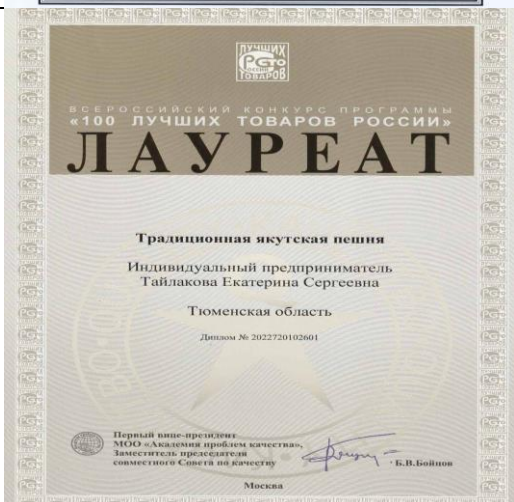 ЛУЧШИХ
ТОВАРОВ
ВСЕРОССИЙСКИЙ КОНКУРС ПРОГРАММЫ
«100 ЛУЧШИХ ТОВАРОВ РОССИИ»
ЛАУРЕАТ
Традиционная якутская пешня
Индивидуальный предприниматель
Тайлакова Екатерина Сергеевна
Тюменская область
Диплом № 2022720102601
Первый вице-президент
МОО «Академия проблем качества»,
Заместитель председателя
совместного Совета по качеству
Б.В.Бойцов
Москва